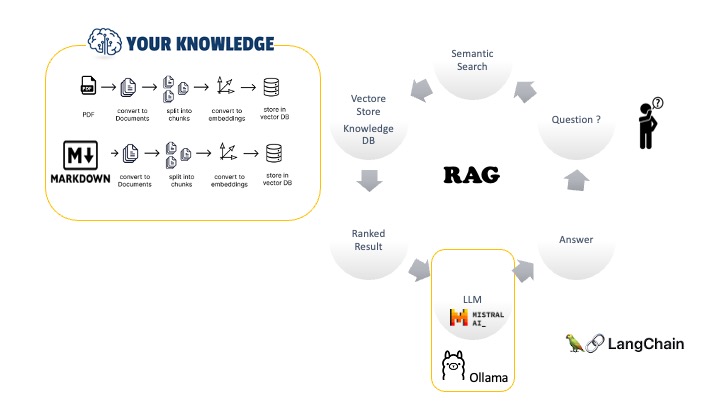 YOUR KNOWLEDGE
PDF
PDF
convert to
Documents
split into
chunks
convert to
embeddings
store in
vector DB
M
MARKDOWN
convert to
Documents
split into
chunks
convert to
embeddings
store in
vector DB
Semantic
Search
Vectore
Store
Knowledge
DB
Question ?
?
RAG
Ranked
Result
Answer
LLM
MISTRAL
AI_
Ollama
LangChain